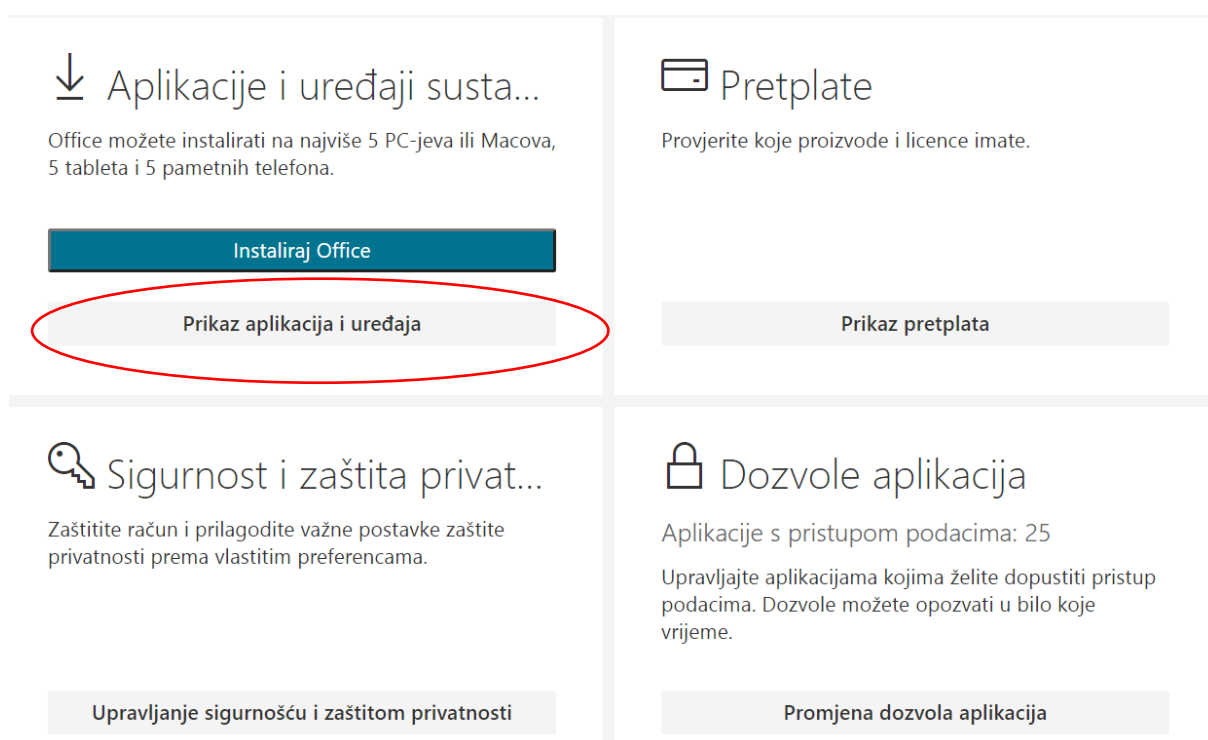 Aplikacije i uređaji susta...
Office možete instalirati na najviše 5 PC-jeva ili Macova,
5 tableta i 5 pametnih telefona.
Instaliraj Office
Prikaz aplikacija i uređaja
Pretplate
Provjerite koje proizvode i licence imate.
Prikaz pretplata
Sigurnost i zaštita privat...
Zaštitite račun i prilagodite važne postavke zaštite
privatnosti prema vlastitim preferencama.
Upravljanje sigurnošću i zaštitom privatnosti
Dozvole aplikacija
Aplikacije s pristupom podacima: 25
Upravljajte aplikacijama kojima želite dopustiti pristup
podacima. Dozvole možete opozvati u bilo koje
vrijeme.
Promjena dozvola aplikacija